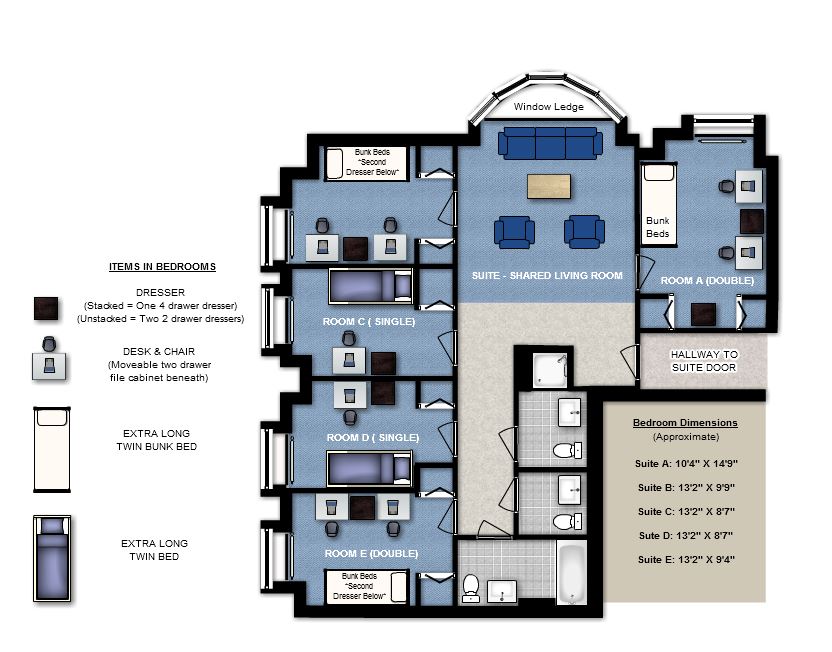 Window Ledge
Bunk Beds
"Second
Dresser Below"
Bunk
Beds
SUITE - SHARED LIVING ROOM
ROOM A (DOUBLE)
ITEMS IN BEDROOMS
DRESSER
(Stacked = One 4 drawer dresser)
(Unstacked = Two 2 drawer dressers)
ROOM C ( SINGLE)
DESK & CHAIR
(Moveable two drawer
file cabinet beneath)
HALLWAY TO
SUITE DOOR
EXTRA LONG
TWIN BUNK BED
ROOM D ( SINGLE)
Bedroom Dimensions
(Approximate)
Suite A: 10'4" X 14'9"
Suite B: 13'2" X 9'9"
Suite C: 13'2" X 8'7"
Sute D: 13'2" X 8'7"
Suite E: 13'2" X 9'4"
EXTRA LONG
TWIN BED
ROOM E (DOUBLE)
Bunk Beds
"Second
Dresser Below"